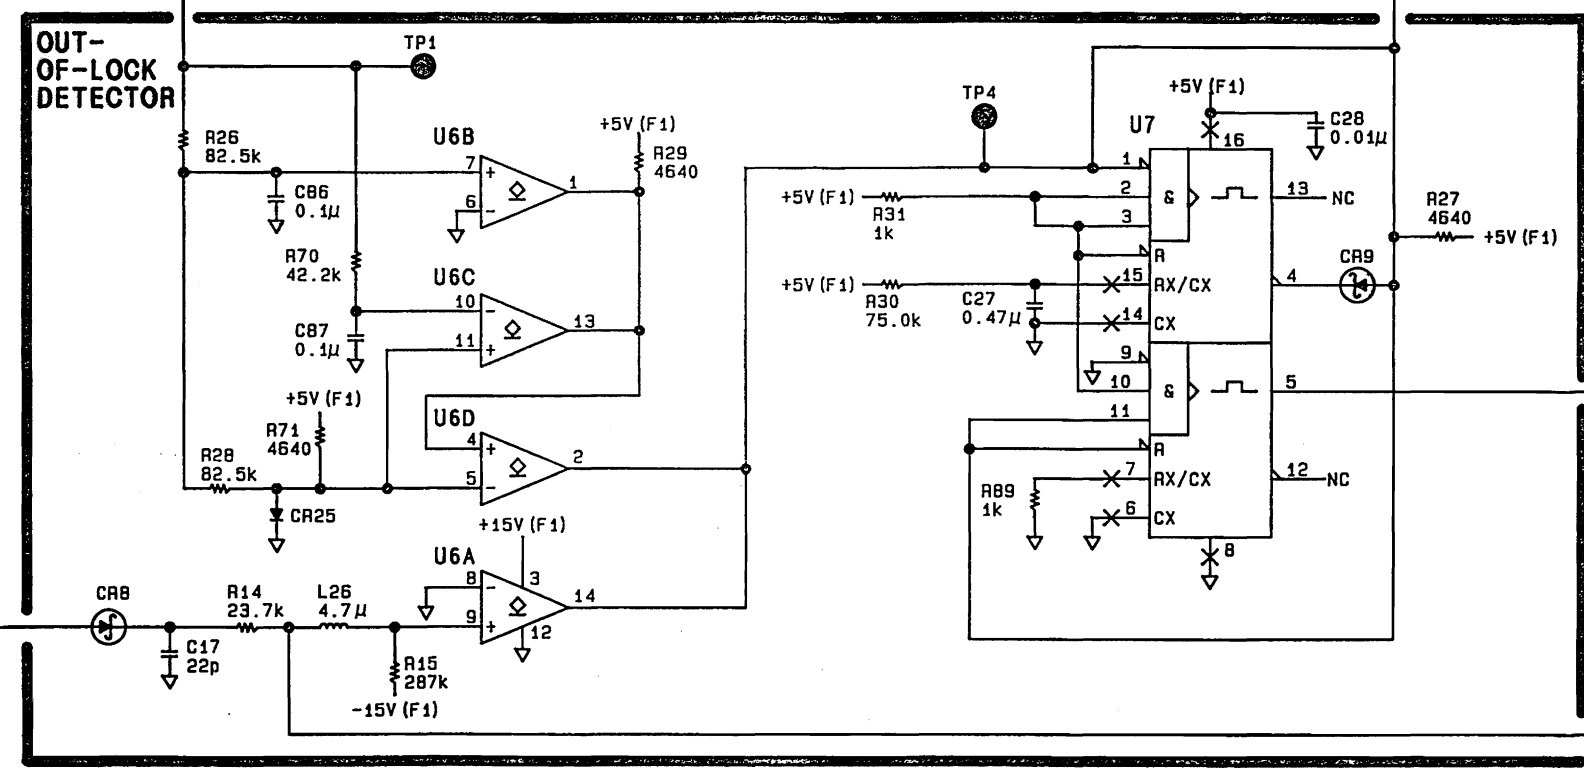 OUT-
OF-LOCK
DETECTOR
TP1
R26
82.5k
C86
0.1µ
R70
42.2k
C87
0.1µ
+5V(F1)
R71
4640
R28
82.5k
CR25
U6B
7 +
6 -
1
+5V(F1)
R29
4640
U6C
10 -
11 +
13
U6D
4 +
5 -
2
+15V(F1)
U6A
8 -
9 +
3
12
14
CR8
C17
22p
R14
23.7k
L26
4.7µ
R15
287k
-15V(F1)
TP4
+5V(F1)
U7
16
C28
0.01µ
1
+5V(F1)
R31
1k
2
3
&
13 NC
R
+5V(F1)
R30
75.0k
C27
0.47µ
15 RX/CX
14 CX
4
CR9
R27
4640
+5V(F1)
9
10
11
&
5
R
R89
1k
7 RX/CX
6 CX
12 NC
8